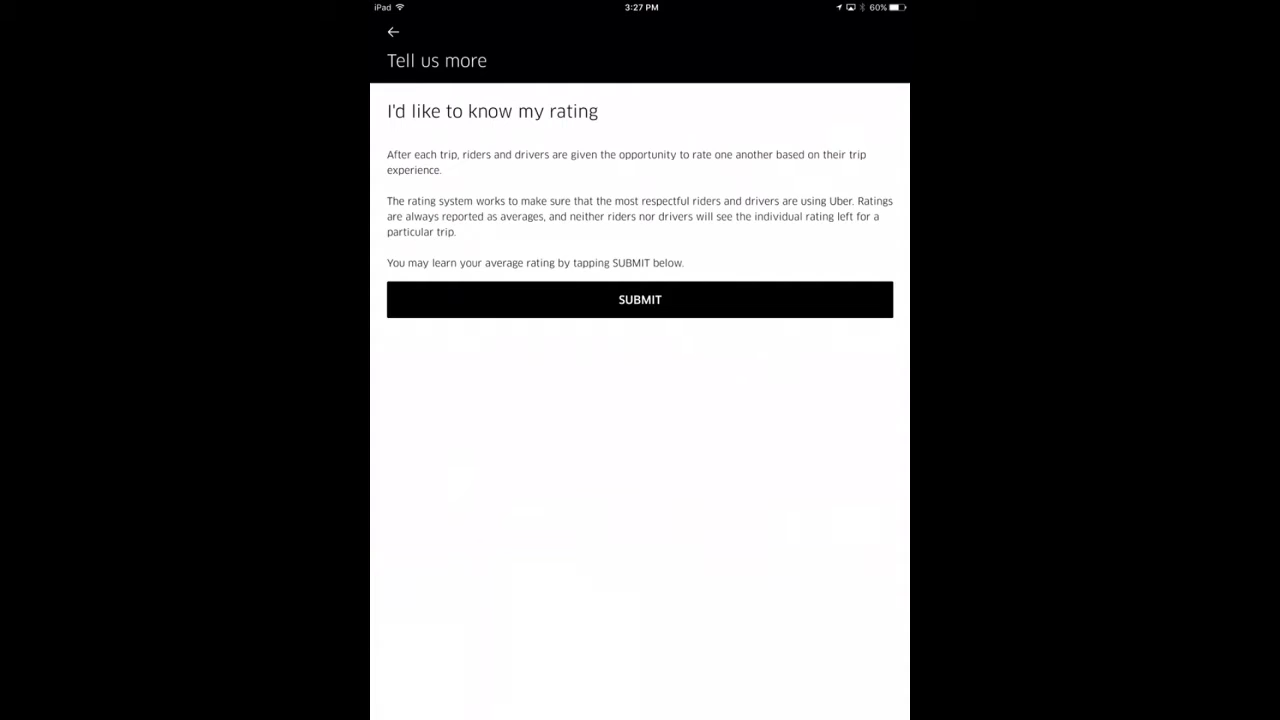 iPad 3:27 PM 60%
Tell us more
I'd like to know my rating
After each trip, riders and drivers are given the opportunity to rate one another based on their trip
experience.
The rating system works to make sure that the most respectful riders and drivers are using Uber. Ratings
are always reported as averages, and neither riders nor drivers will see the individual rating left for a
particular trip.
You may learn your average rating by tapping SUBMIT below.
SUBMIT